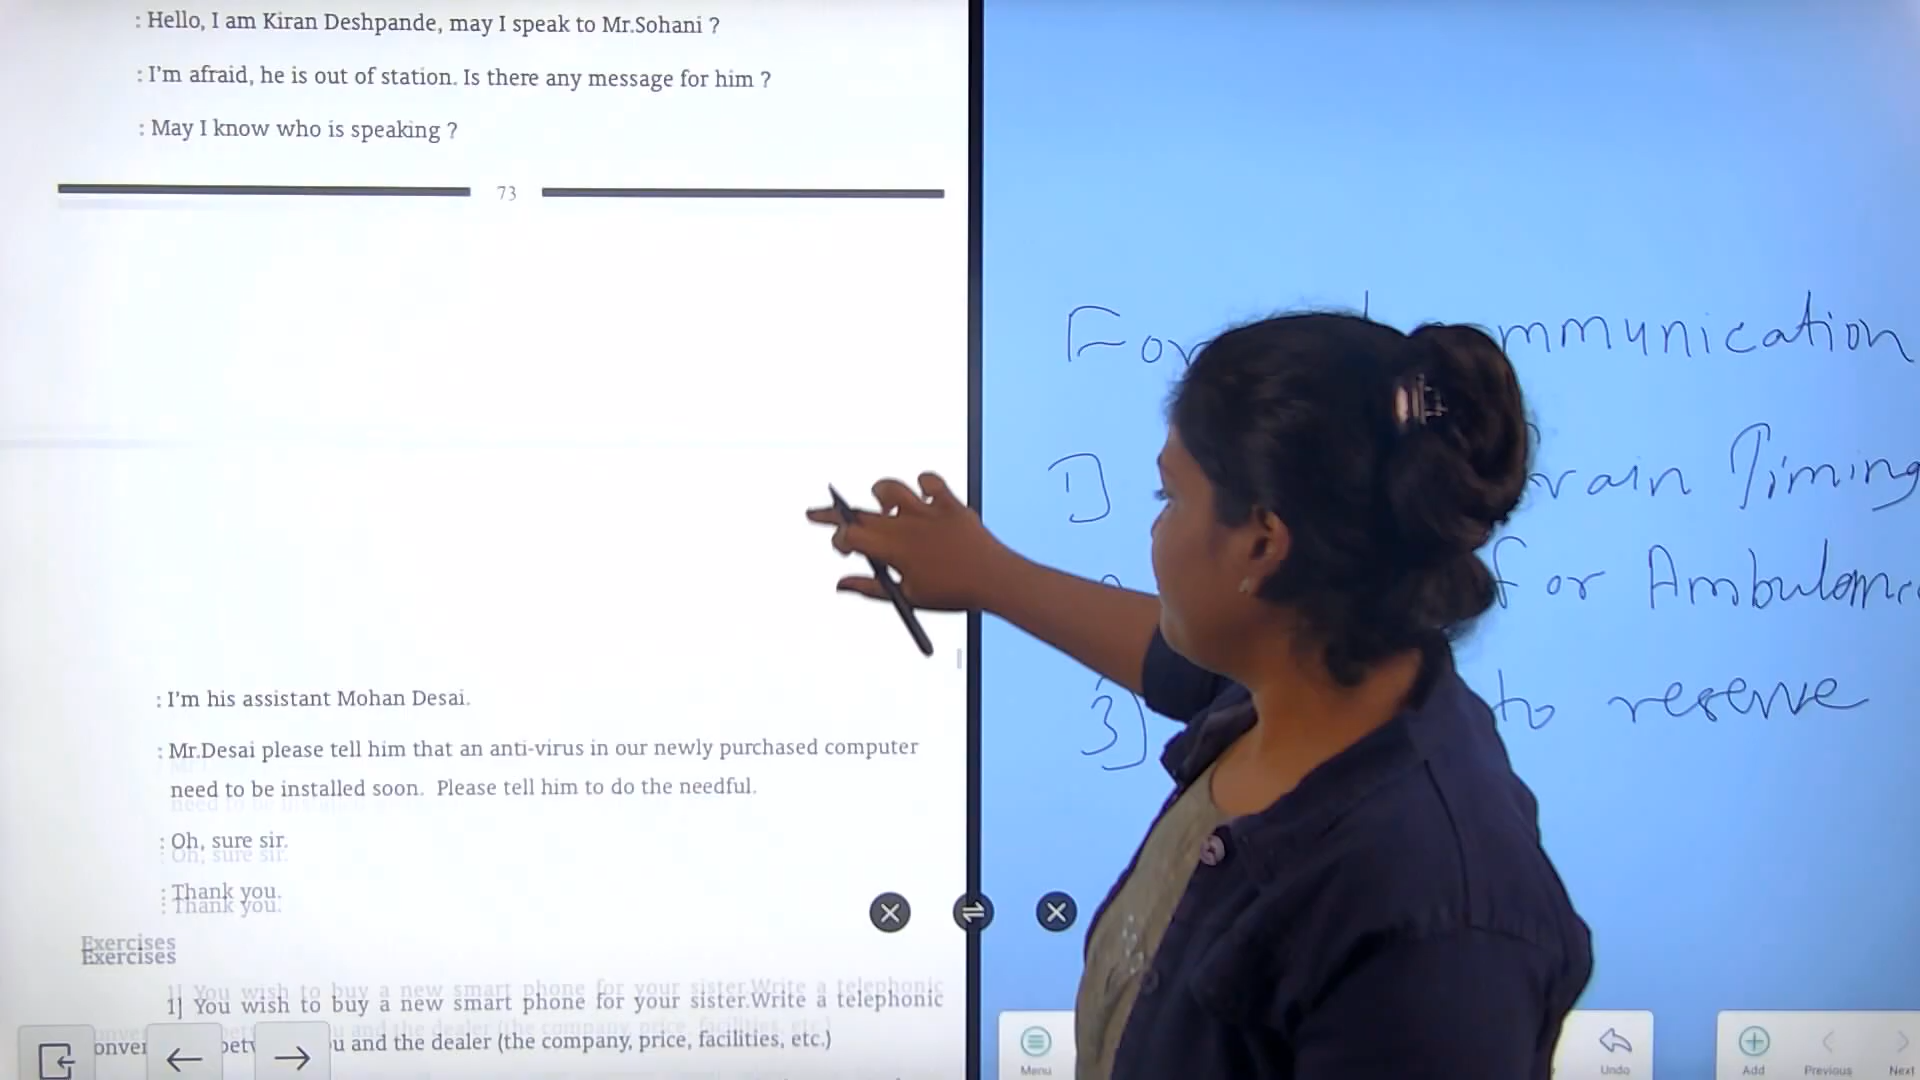 : Hello, I am Kiran Deshpande, may I speak to Mr.Sohani ?
: I'm afraid, he is out of station. Is there any message for him ?
: May I know who is speaking ?
73
: I'm his assistant Mohan Desai.
: Mr.Desai please tell him that an anti-virus in our newly purchased computer
need to be installed soon. Please tell him to do the needful.
: Oh, sure sir.
: Thank you.
Exercises
1] You wish to buy a new smart phone for your sister.Write a telephonic
and the dealer (the company, price, facilities, etc.)
mmunication
1] rain Timing
for Ambulanc
3] to reserve
Menu
Undo
Add
Previous
Next